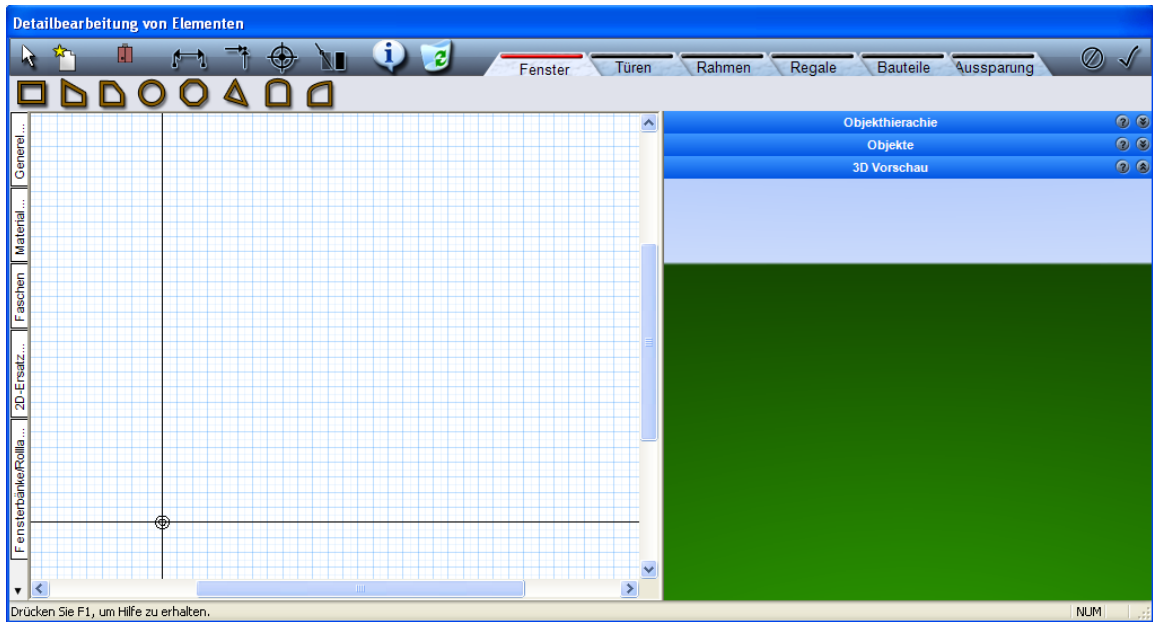 Detailbearbeitung von Elementen
Fenster Türen Rahmen Regale Bauteile Aussparung
Generel...
Material...
Faschen
2D-Ersatz...
Fensterbänke/Rolla...
Objekthierachie
Objekte
3D Vorschau
Drücken Sie F1, um Hilfe zu erhalten.
NUM